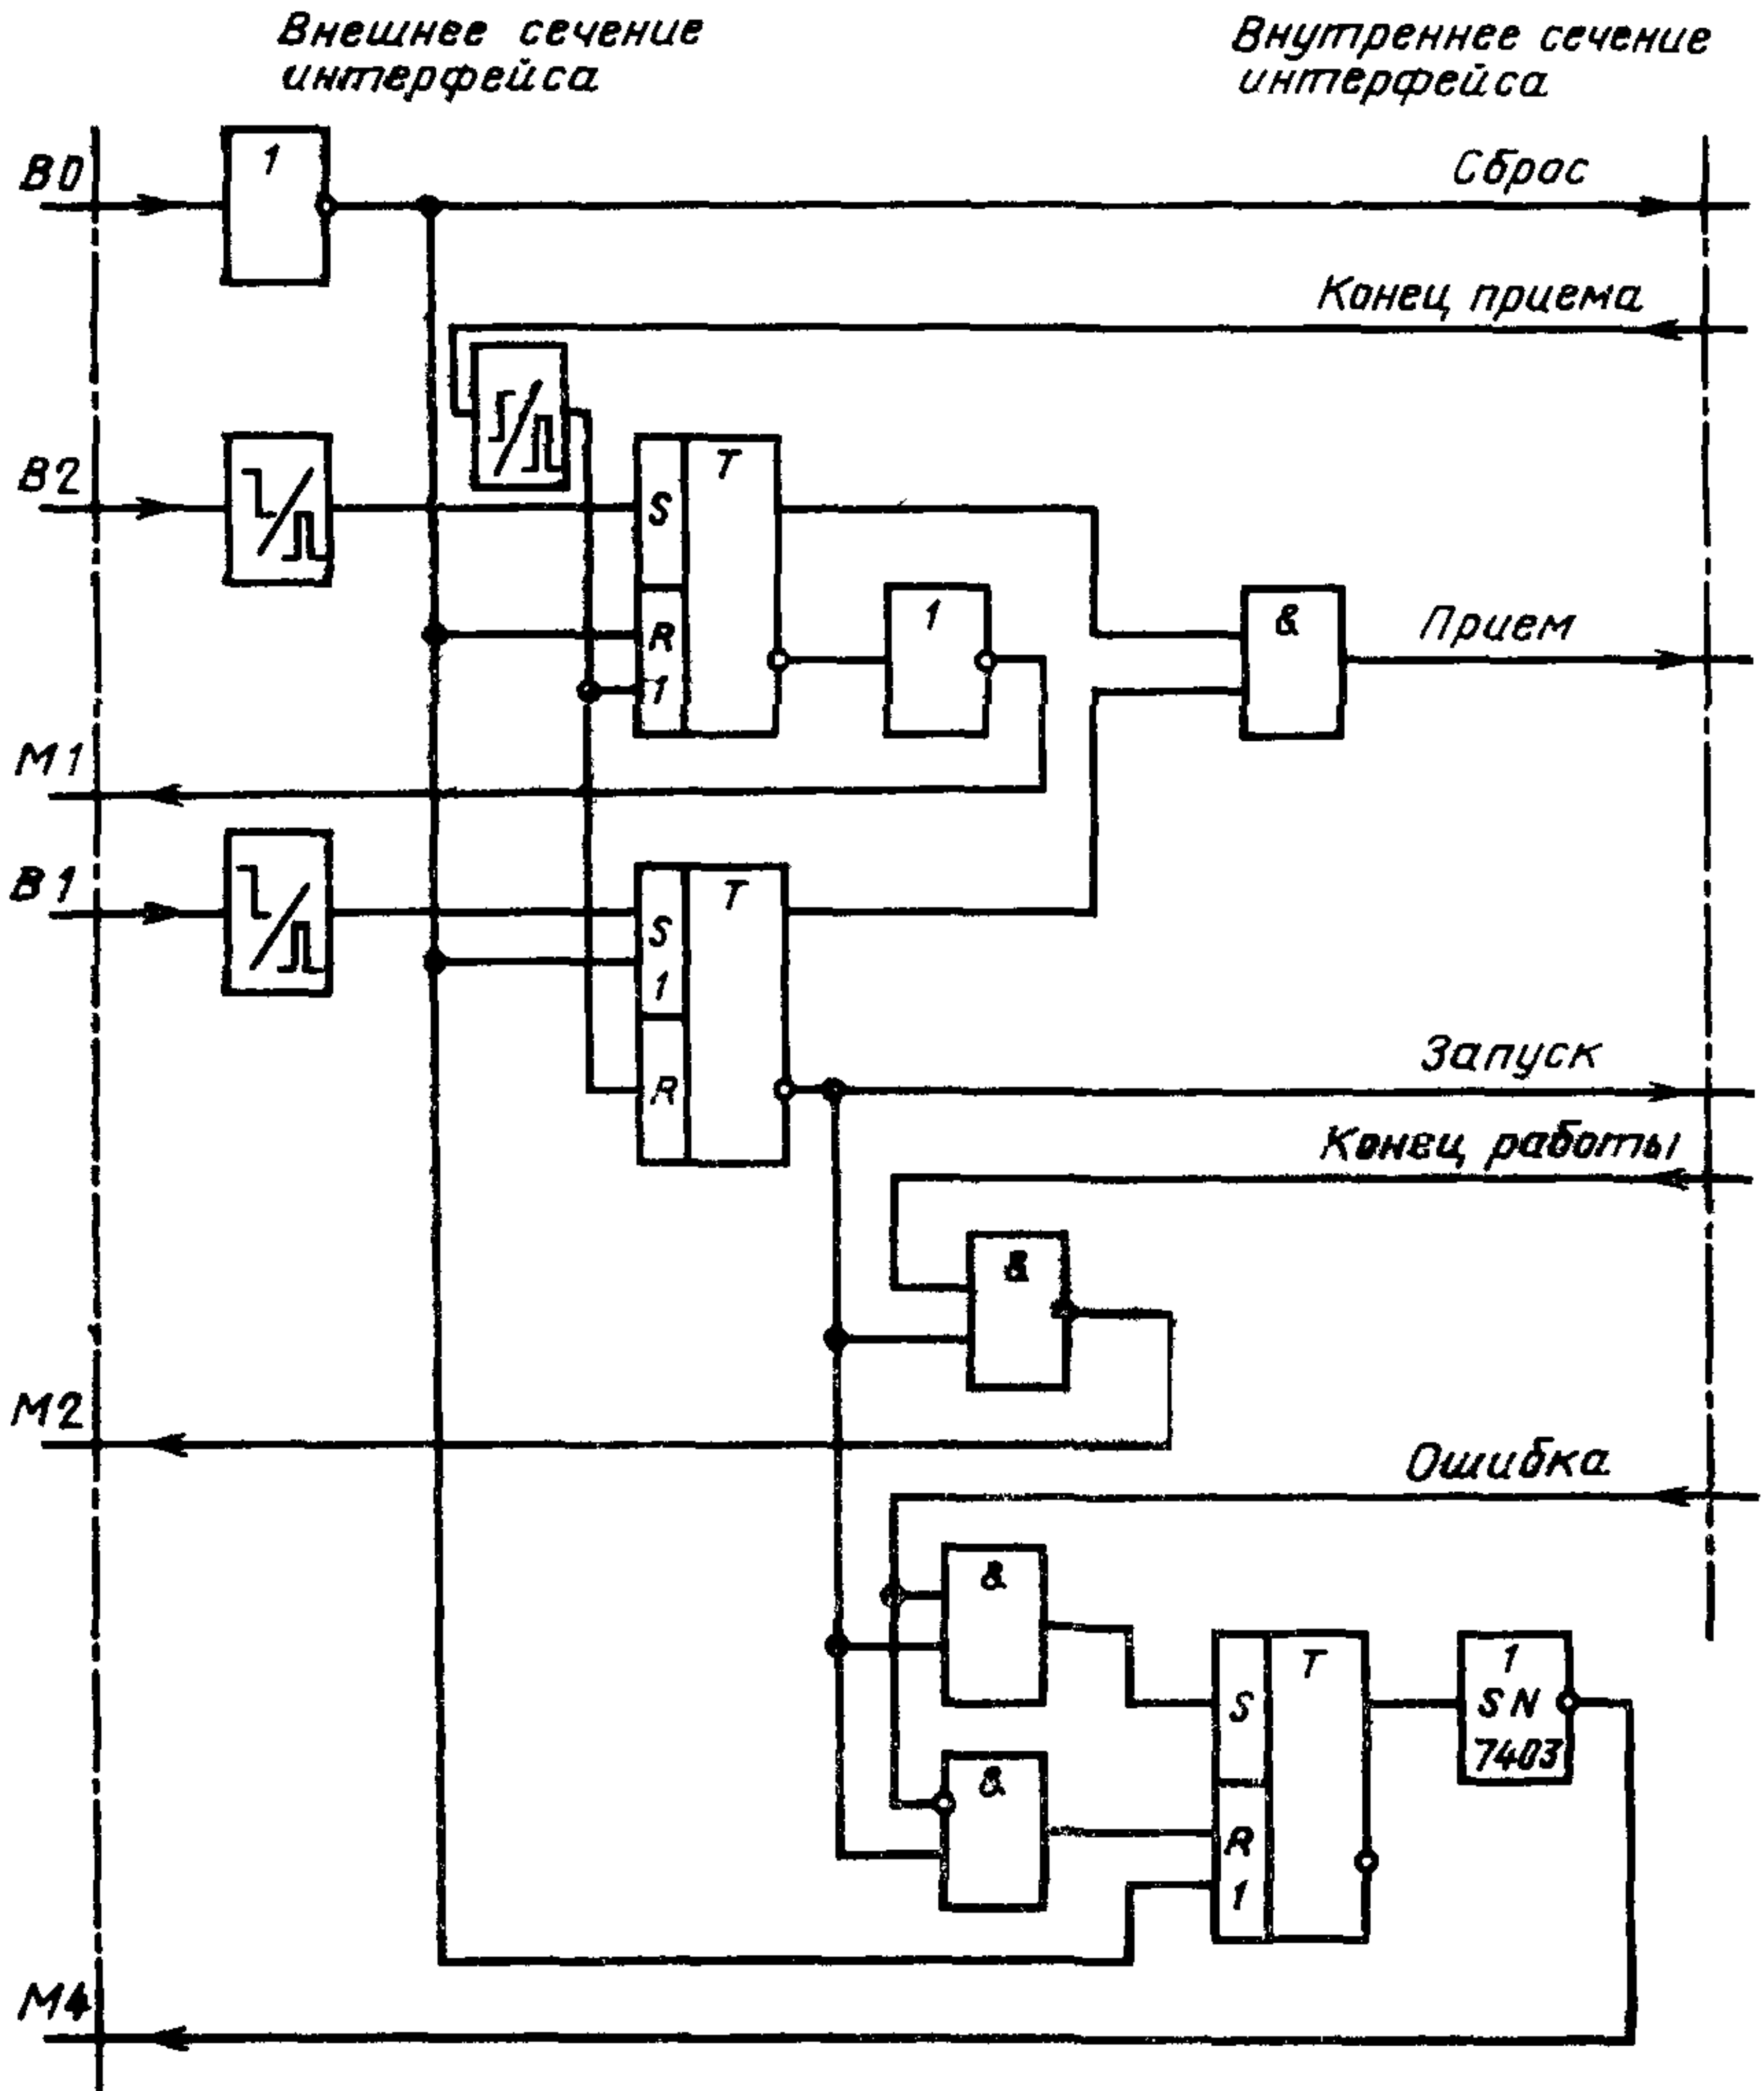 Внешнее сечение
интерфейса
Внутреннее сечение
интерфейса
В0
1
Сброс
Конец приема
В2
S
T
R
1
1
&
Прием
М1
В1
S
T
1
R
Запуск
Конец работы
&
М2
Ошибка
&
&
S
T
R
1
1
SN
7403
М4